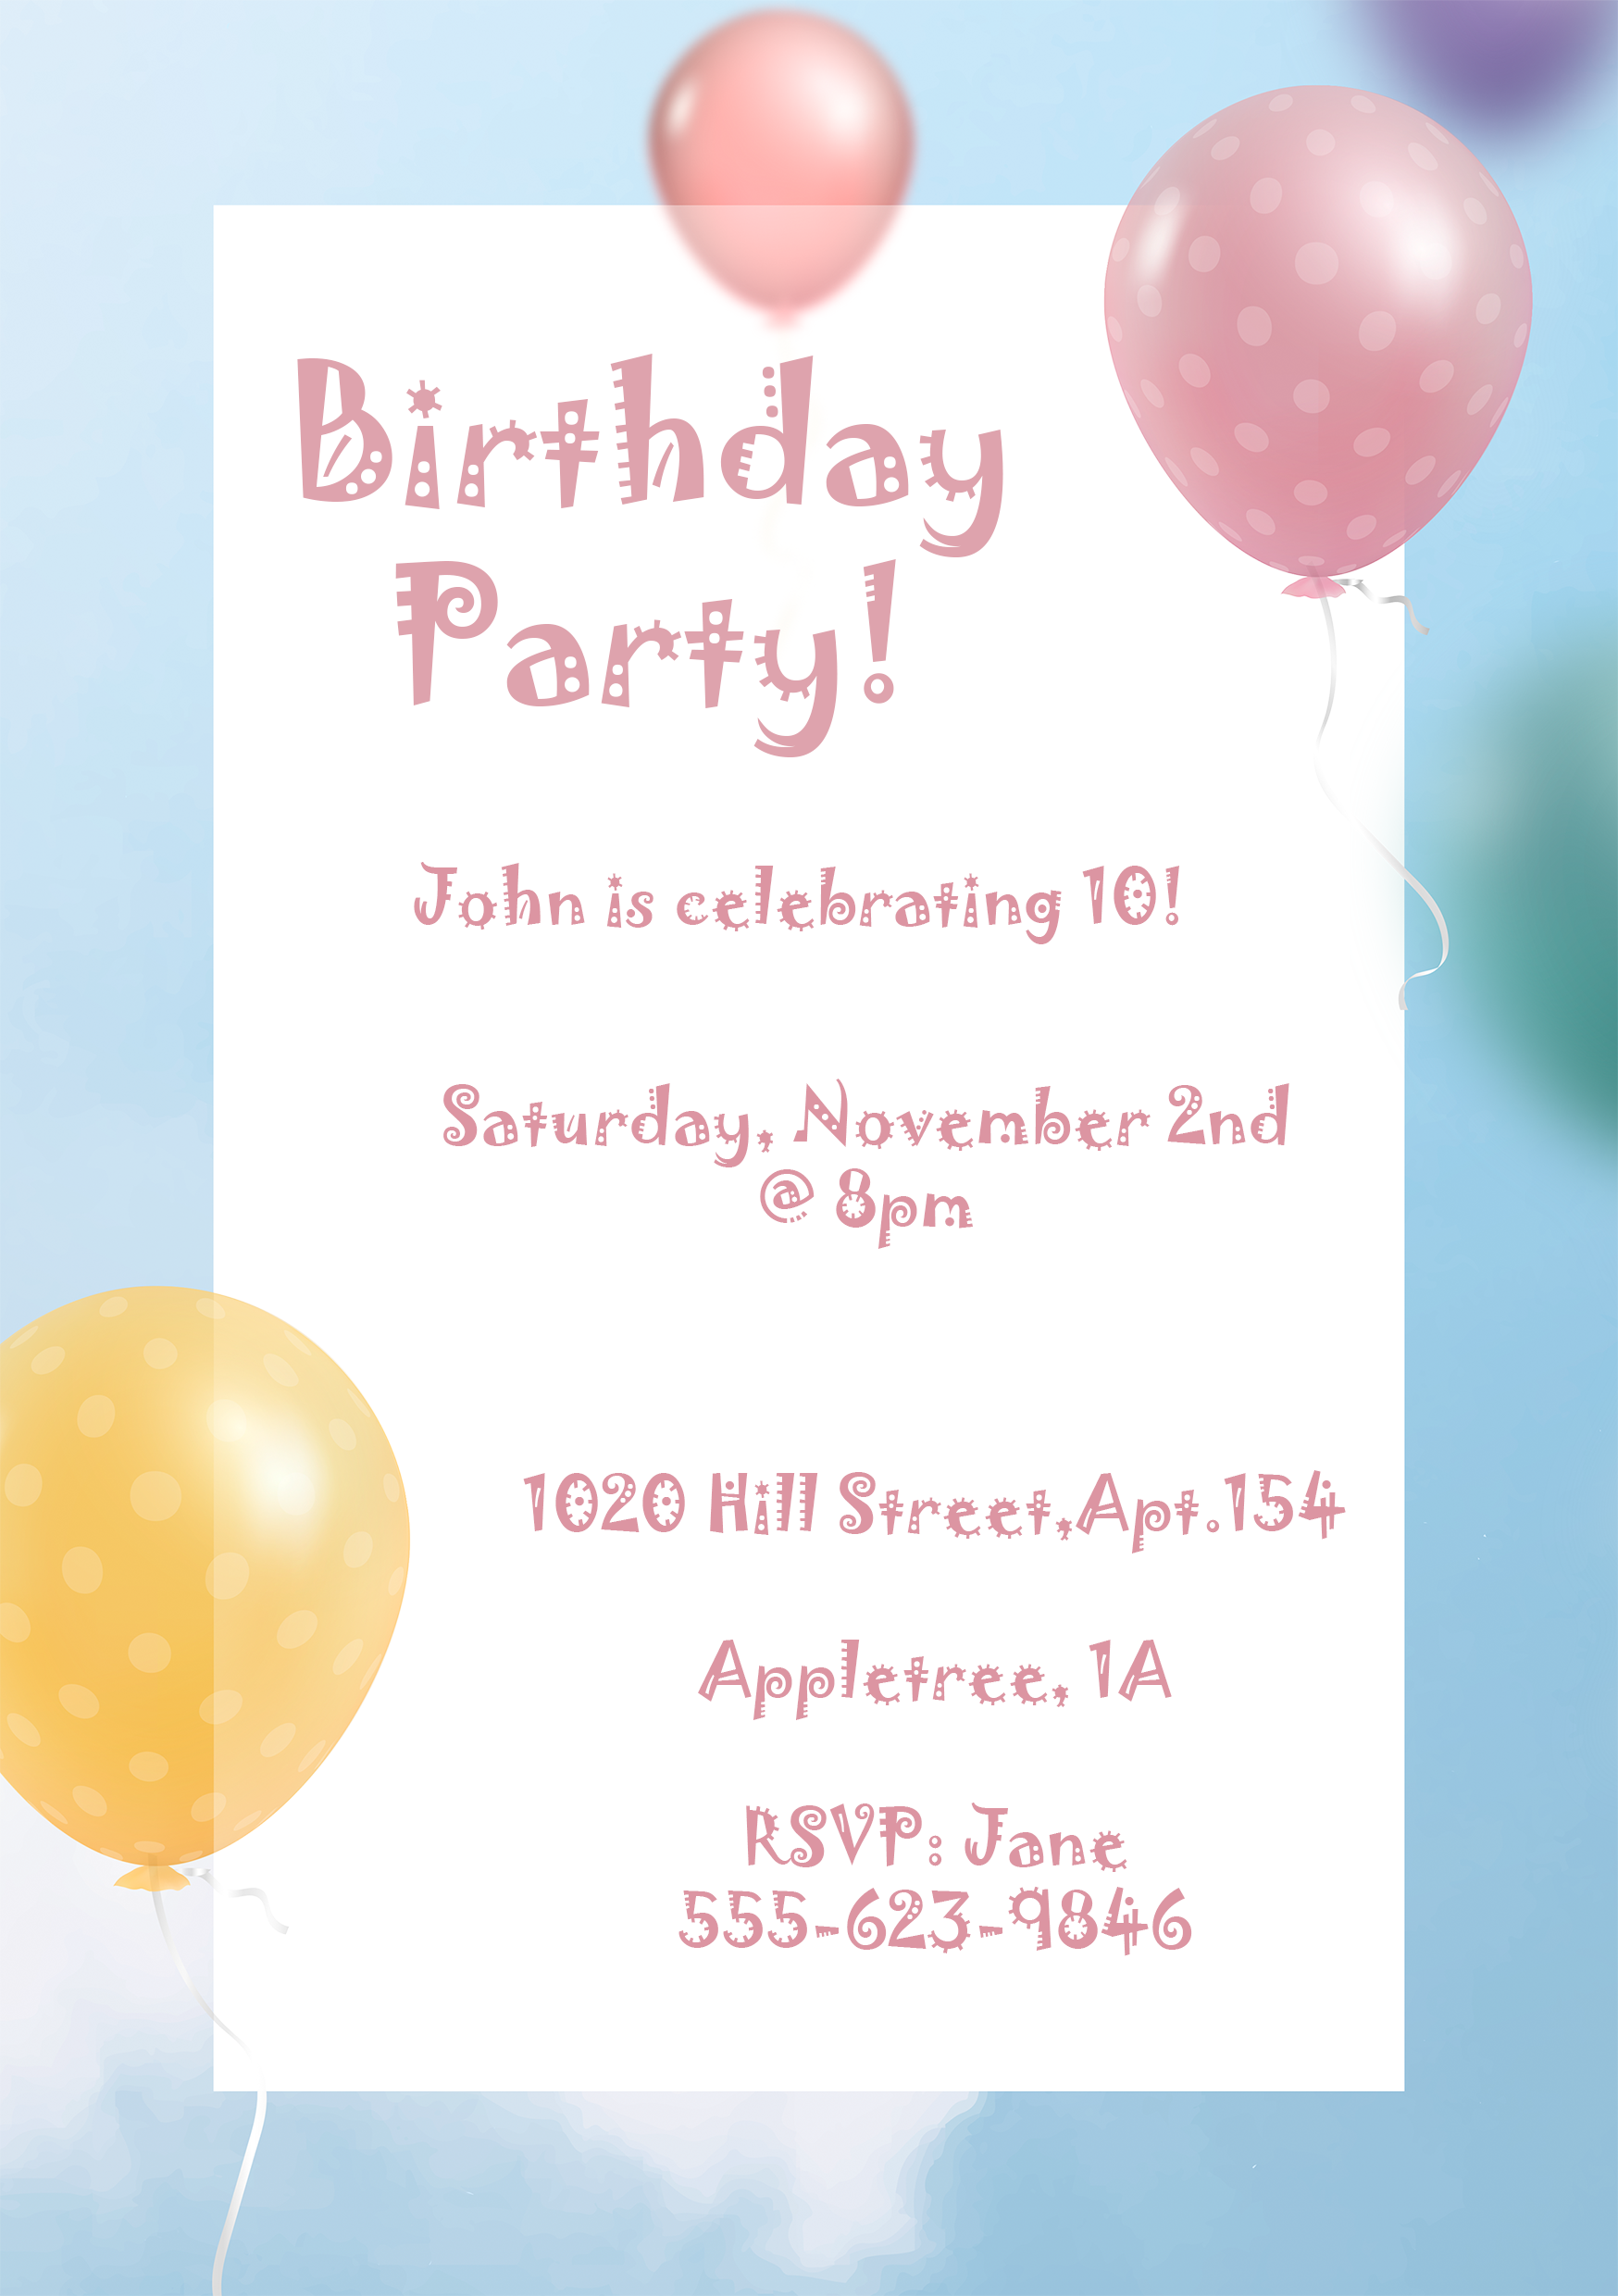 Birthday
Party!
John is celebrating 10!
Saturday, November 2nd
@ 8pm
1020 Hill Street,Apt.154
Appletree, 1A
RSVP: Jane
555-623-9846